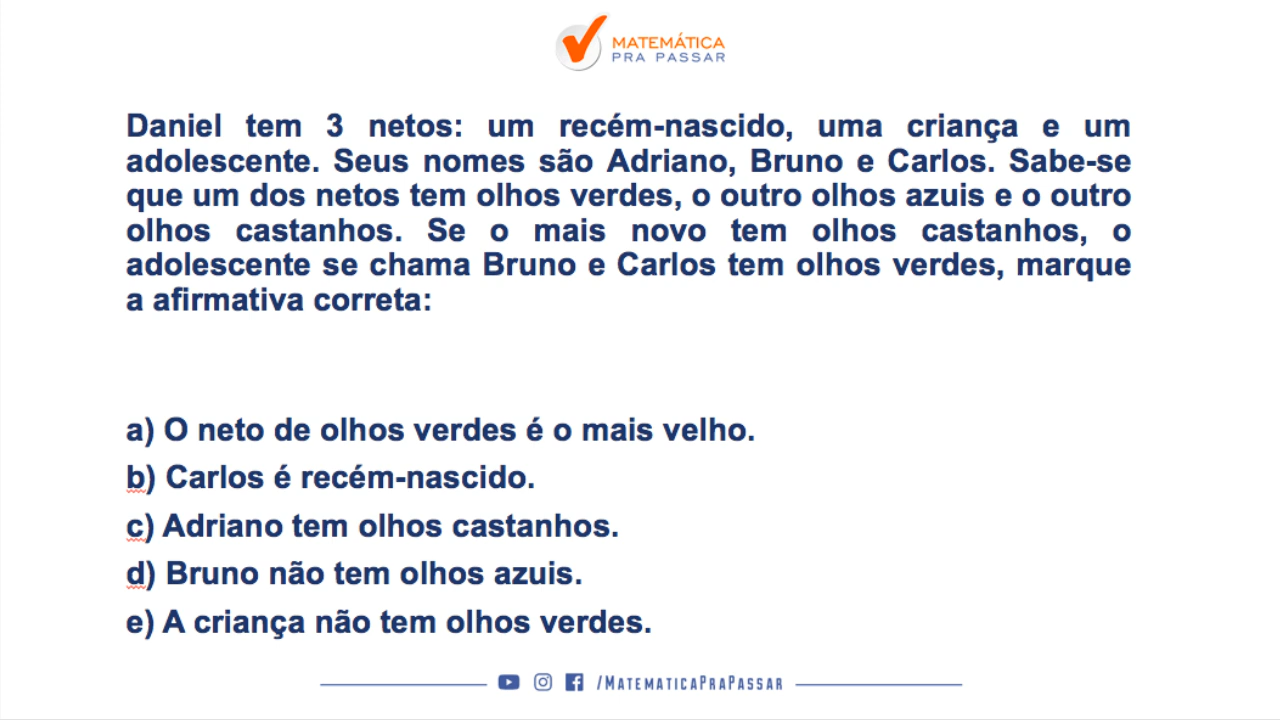 MATEMÁTICA
PRA PASSAR
Daniel tem 3 netos: um recém-nascido, uma criança e um
adolescente. Seus nomes são Adriano, Bruno e Carlos. Sabe-se
que um dos netos tem olhos verdes, o outro olhos azuis e o outro
olhos castanhos. Se o mais novo tem olhos castanhos, o
adolescente se chama Bruno e Carlos tem olhos verdes, marque
a afirmativa correta:
a) O neto de olhos verdes é o mais velho.
b) Carlos é recém-nascido.
c) Adriano tem olhos castanhos.
d) Bruno não tem olhos azuis.
e) A criança não tem olhos verdes.
/MATEMATICAPRAPASSAR